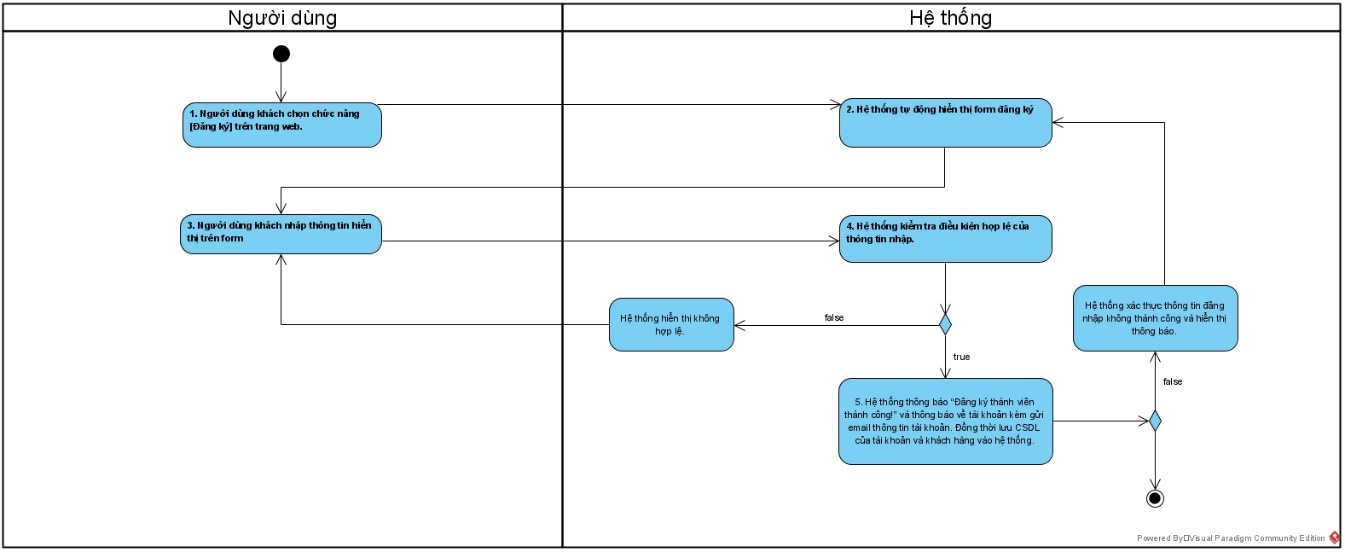 Người dùng
Hệ thống
1. Người dùng khách chọn chức năng
[Đăng ký] trên trang web.
2. Hệ thống tự động hiển thị form đăng ký
3. Người dùng khách nhập thông tin hiển
thị trên form
4. Hệ thống kiểm tra điều kiện hợp lệ của
thông tin nhập.
Hệ thống hiển thị không
hợp lệ.
false
true
Hệ thống xác thực thông tin đăng
nhập không thành công và hiển thị
thông báo.
false
5. Hệ thống thông báo “Đăng ký thành viên
thành công!” và thông báo về tài khoản kèm gửi
email thông tin tài khoản. Đồng thời lưu CSDL
của tài khoản và khách hàng vào hệ thống.
Powered By Visual Paradigm Community Edition